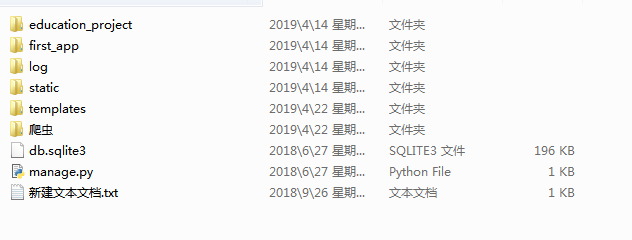 education_project 2019\4\14 星期... 文件夹
first_app 2019\4\14 星期... 文件夹
log 2019\4\14 星期... 文件夹
static 2019\4\14 星期... 文件夹
templates 2019\4\22 星期... 文件夹
爬虫 2019\4\22 星期... 文件夹
db.sqlite3 2018\6\27 星期... SQLITE3 文件 196 KB
manage.py 2018\6\27 星期... Python File 1 KB
新建文本文档.txt 2018\9\26 星期... 文本文档 1 KB